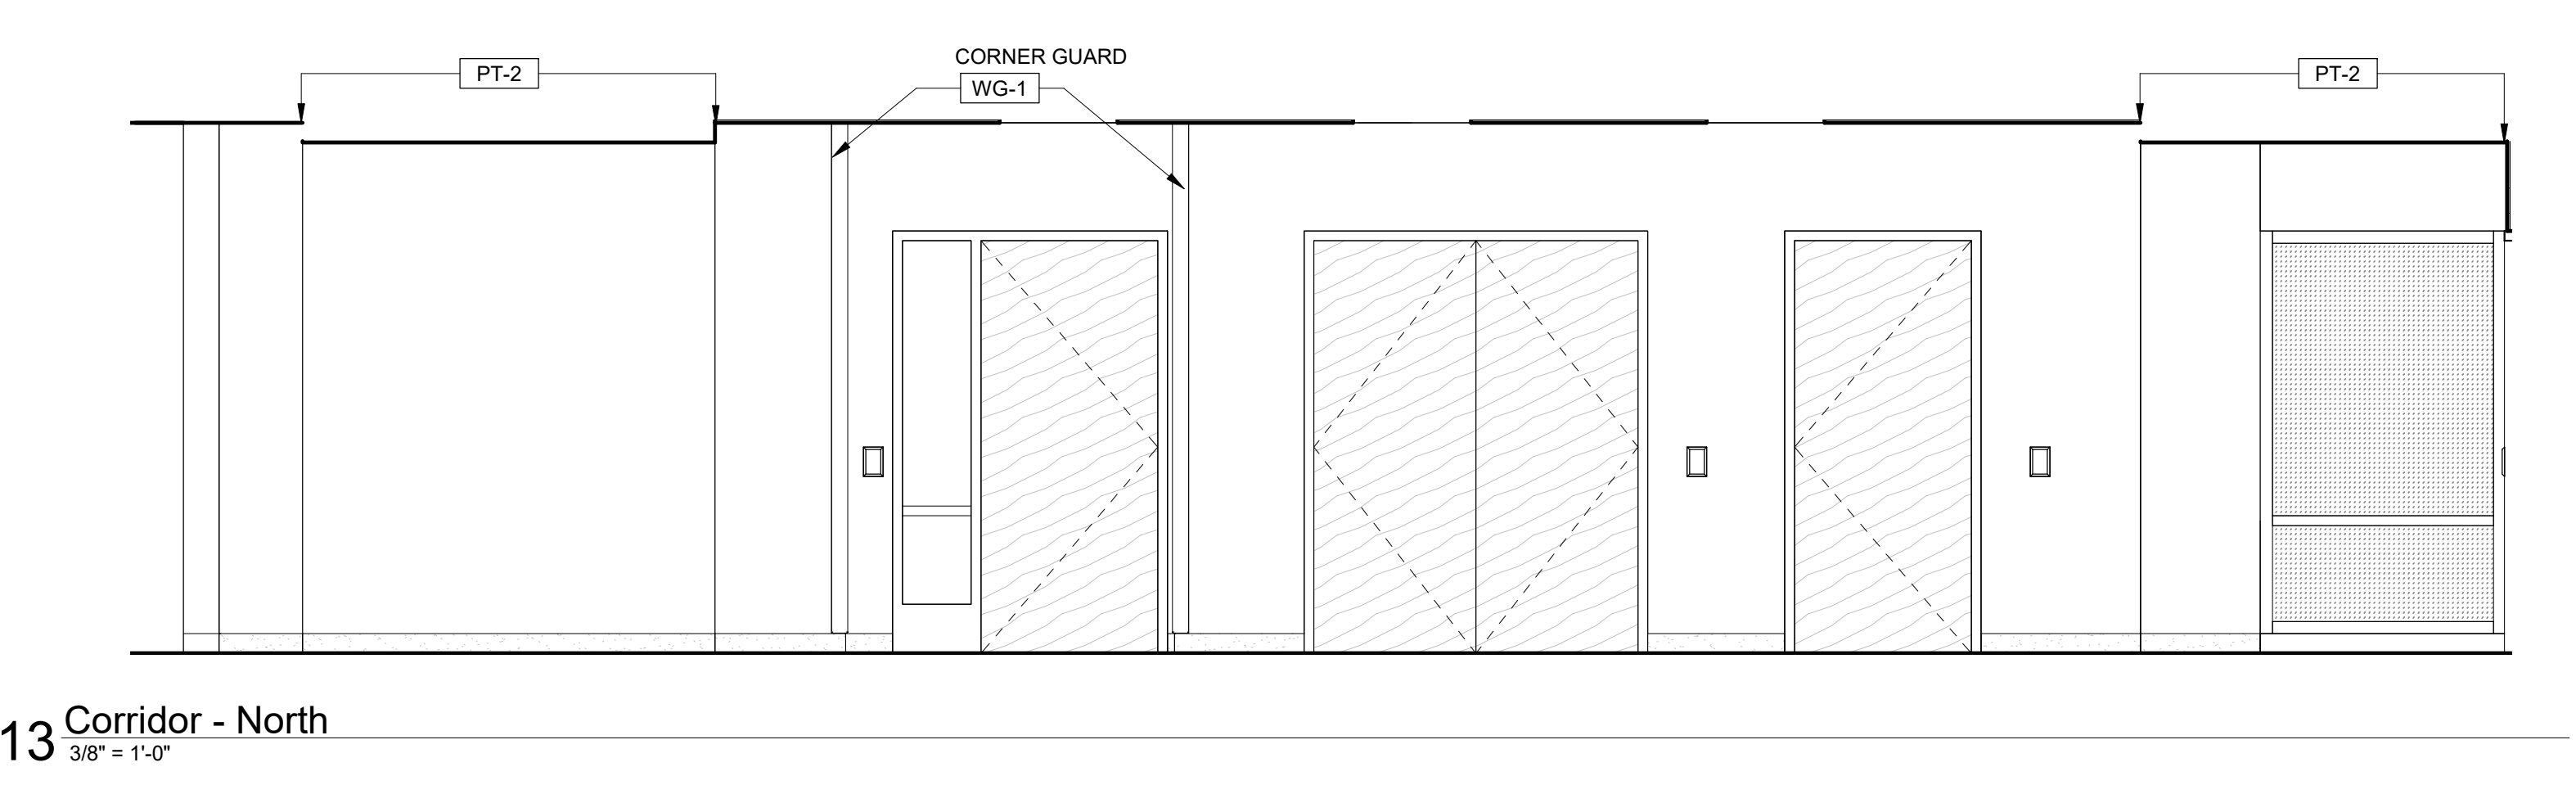 PT-2
CORNER GUARD
WG-1
PT-2
13 Corridor - North
3/8" = 1'-0"